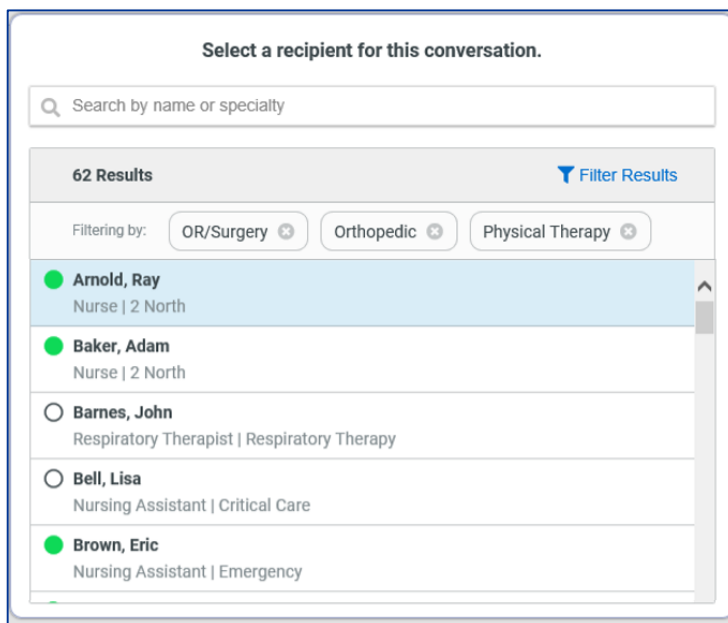 Select a recipient for this conversation.
Search by name or specialty
62 Results Filter Results
Filtering by: OR/Surgery Orthopedic Physical Therapy
Arnold, Ray
Nurse | 2 North
Baker, Adam
Nurse | 2 North
Barnes, John
Respiratory Therapist | Respiratory Therapy
Bell, Lisa
Nursing Assistant | Critical Care
Brown, Eric
Nursing Assistant | Emergency